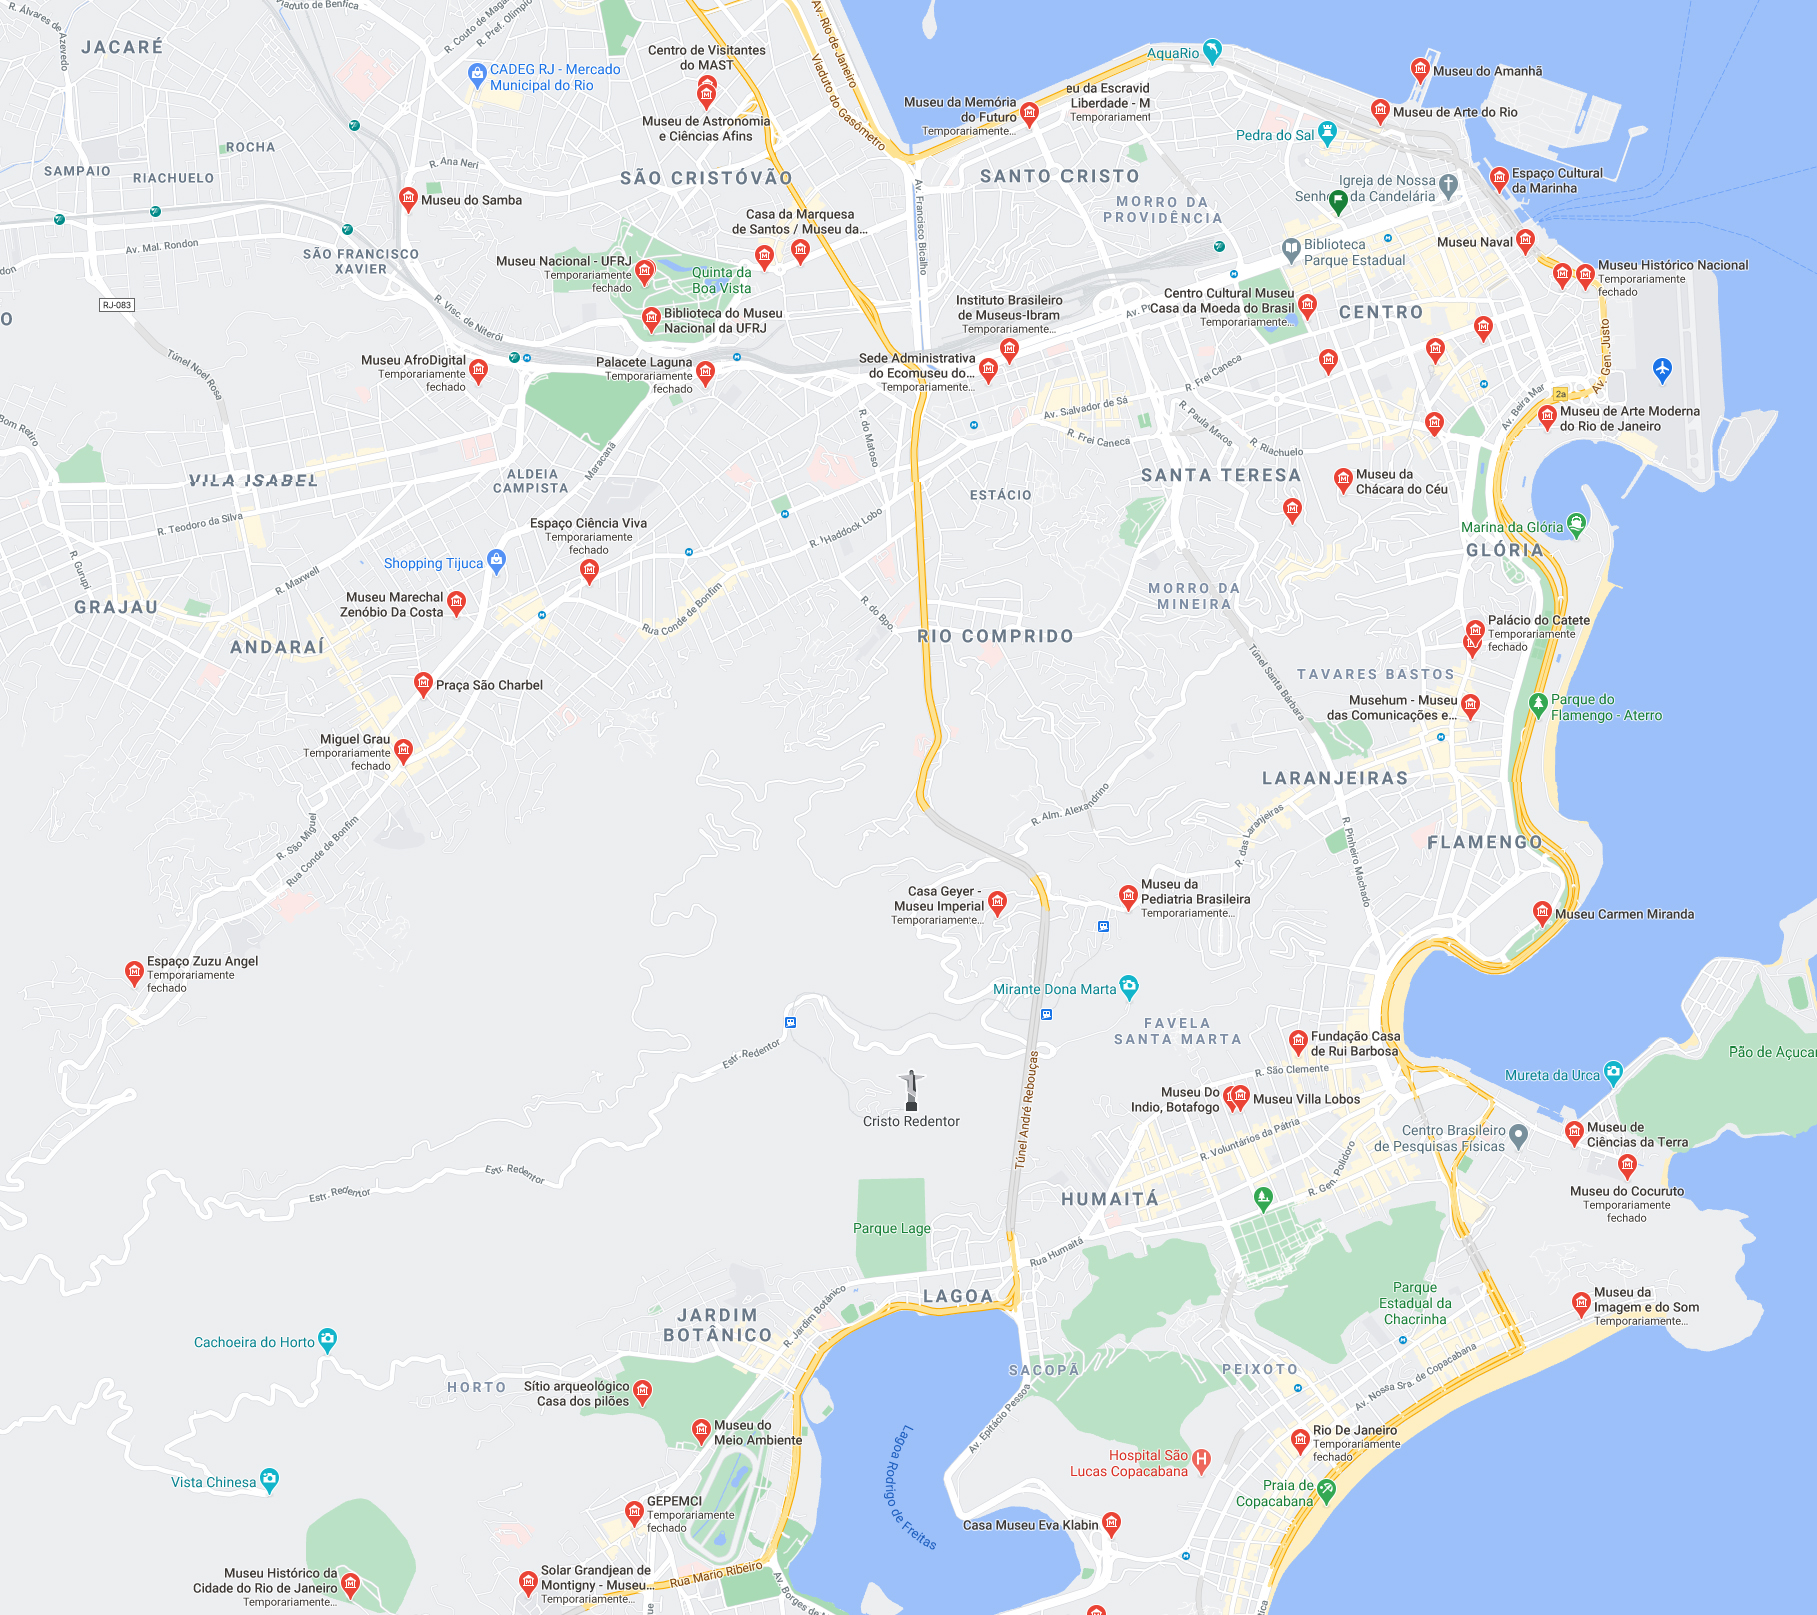 R. Álvares de
Azevedo
JACARÉ
Viaduto de Benfica
R. Couto de Maga
R. Pref. Olímpio
CADEG RJ - Mercado
Municipal do Rio
Centro de Visitantes
do MAST
Museu de Astronomia
e Ciências Afins
Av. Rio de Janeiro
Viaduto do Gasômetro
AquaRio
Museu do Amanhã
Museu da Memória
do Futuro
Temporariamente...
eu da Escravid
Liberdade - M
Temporariament
Museu de Arte do Rio
Pedra do Sal
ROCHA
SAMPAIO
RIACHUELO
R. Ana Neri
SÃO CRISTÓVÃO
SANTO CRISTO
MORRO DA
PROVIDÊNCIA
Igreja de Nossa
Senhora da Candelária
Espaço Cultural
da Marinha
Museu do Samba
Casa da Marquesa
de Santos / Museu da...
Av. Francisco Bicalho
Av. Mal. Rondon
SÃO FRANCISCO
XAVIER
Museu Nacional - UFRJ
Temporariamente
fechado
Quinta da
Boa Vista
Biblioteca
Parque Estadual
Museu Naval
Museu Histórico Nacional
Temporariamente
fechado
RJ-083
R. Visc. de Niterói
Biblioteca do Museu
Nacional da UFRJ
Instituto Brasileiro
de Museus-Ibram
Temporariamente...
Centro Cultural Museu
Casa da Moeda do Brasil
Temporariamente...
CENTRO
Túnel Noel Rosa
Museu AfroDigital
Temporariamente
fechado
Palacete Laguna
Temporariamente
fechado
Sede Administrativa
do Ecomuseu do...
Temporariamente...
R. Frei Caneca
Av. Gen. Justo
2a
Av. Beira Mar
Museu de Arte Moderna
do Rio de Janeiro
Bom Retiro
Av. Salvador de Sá
R. Paula Matos
R. Frei Caneca
R. Riachuelo
R. do Matoso
Maracanã
VILA ISABEL
ALDEIA
CAMPISTA
ESTÁCIO
SANTA TERESA
Museu da
Chácara do Céu
R. Teodoro da Silva
Espaço Ciência Viva
Temporariamente
fechado
R. Haddock Lobo
Marina da Glória
GLÓRIA
Shopping Tijuca
R. Gurupi
R. Maxwell
GRAJAU
Museu Marechal
Zenóbio Da Costa
Rua Conde de Bonfim
R. do Bpo.
MORRO DA
MINEIRA
ANDARAÍ
RIO COMPRIDO
Palácio do Catete
Temporariamente
fechado
Túnel Santa Bárbara
TAVARES BASTOS
Praça São Charbel
Musehum - Museu
das Comunicações e...
Parque do
Flamengo - Aterro
Miguel Grau
Temporariamente
fechado
LARANJEIRAS
R. Alm. Alexandrino
R. São Miguel
Rua Conde de Bonfim
R. das Laranjeiras
R. Pinheiro Machado
FLAMENGO
Casa Geyer -
Museu Imperial
Temporariamente...
Museu da
Pediatria Brasileira
Temporariamente...
Museu Carmen Miranda
Espaço Zuzu Angel
Temporariamente
fechado
Mirante Dona Marta
FAVELA
SANTA MARTA
Fundação Casa
de Rui Barbosa
Pão de Açucar
Estr. Redentor
R. São Clemente
Mureta da Urca
Túnel André Rebouças
Cristo Redentor
Museu Do
Indio, Botafogo
Museu Villa Lobos
R. Voluntários da Pátria
Centro Brasileiro
de Pesquisas Físicas
Museu de
Ciências da Terra
Estr. Redentor
Estr. Redentor
HUMAITÁ
R. Gen. Polidoro
Museu do Cocuruto
Temporariamente
fechado
Parque Lage
Rua Humaitá
LAGOA
Parque
Estadual da
Chacrinha
Museu da
Imagem e do Som
Temporariamente...
JARDIM
BOTÂNICO
R. Jardim Botânico
Cachoeira do Horto
HORTO
Sítio arqueológico
Casa dos pilões
SACOPÃ
PEIXOTO
Av. Nossa Sra. de Copacabana
Av. Epitácio Pessoa
Museu do
Meio Ambiente
Rio De Janeiro
Temporariamente
fechado
Lagoa Rodrigo de Freitas
Hospital São
Lucas Copacabana
Vista Chinesa
Praia de
Copacabana
GEPEMCI
Temporariamente
fechado
Casa Museu Eva Klabin
Museu Histórico da
Cidade do Rio de Janeiro
Temporariamente...
Solar Grandjean de
Montigny - Museu...
Temporariamente...
Rua Mario Ribeiro
Av. Borges de